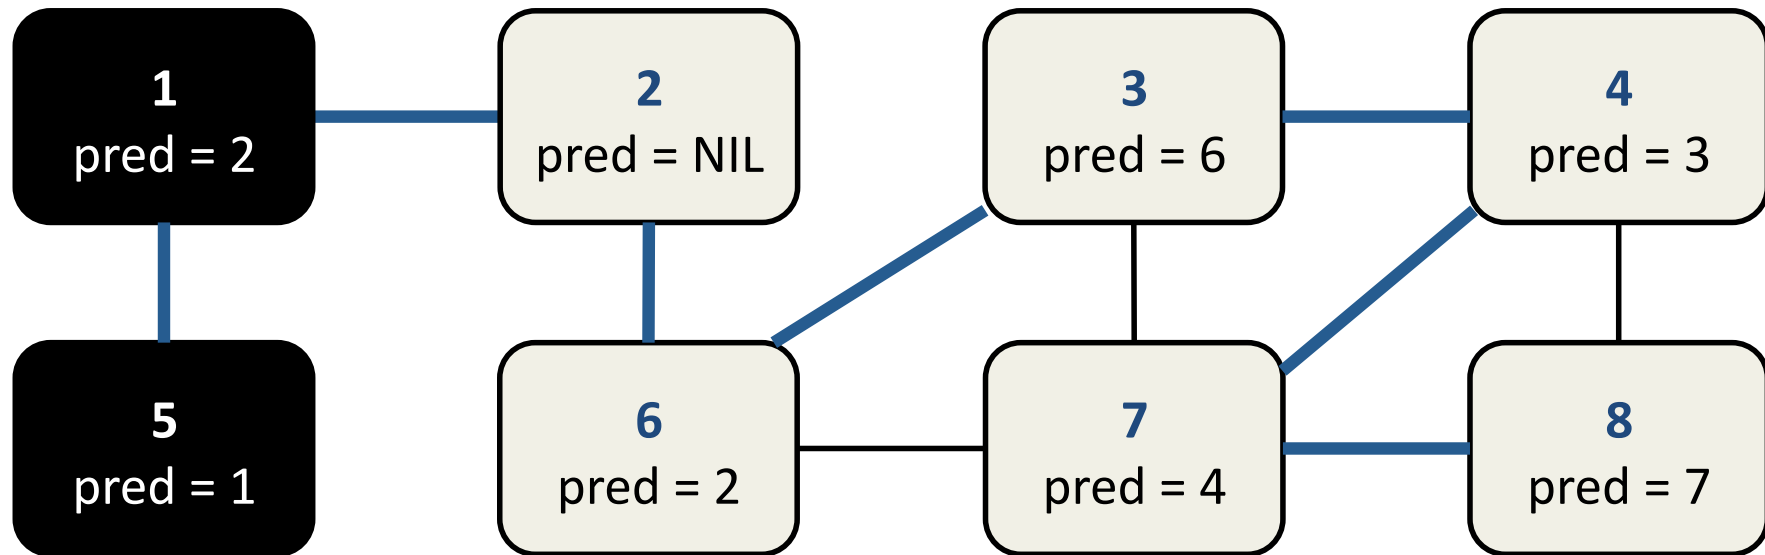 1
pred = 2
2
pred = NIL
3
pred = 6
4
pred = 3
5
pred = 1
6
pred = 2
7
pred = 4
8
pred = 7